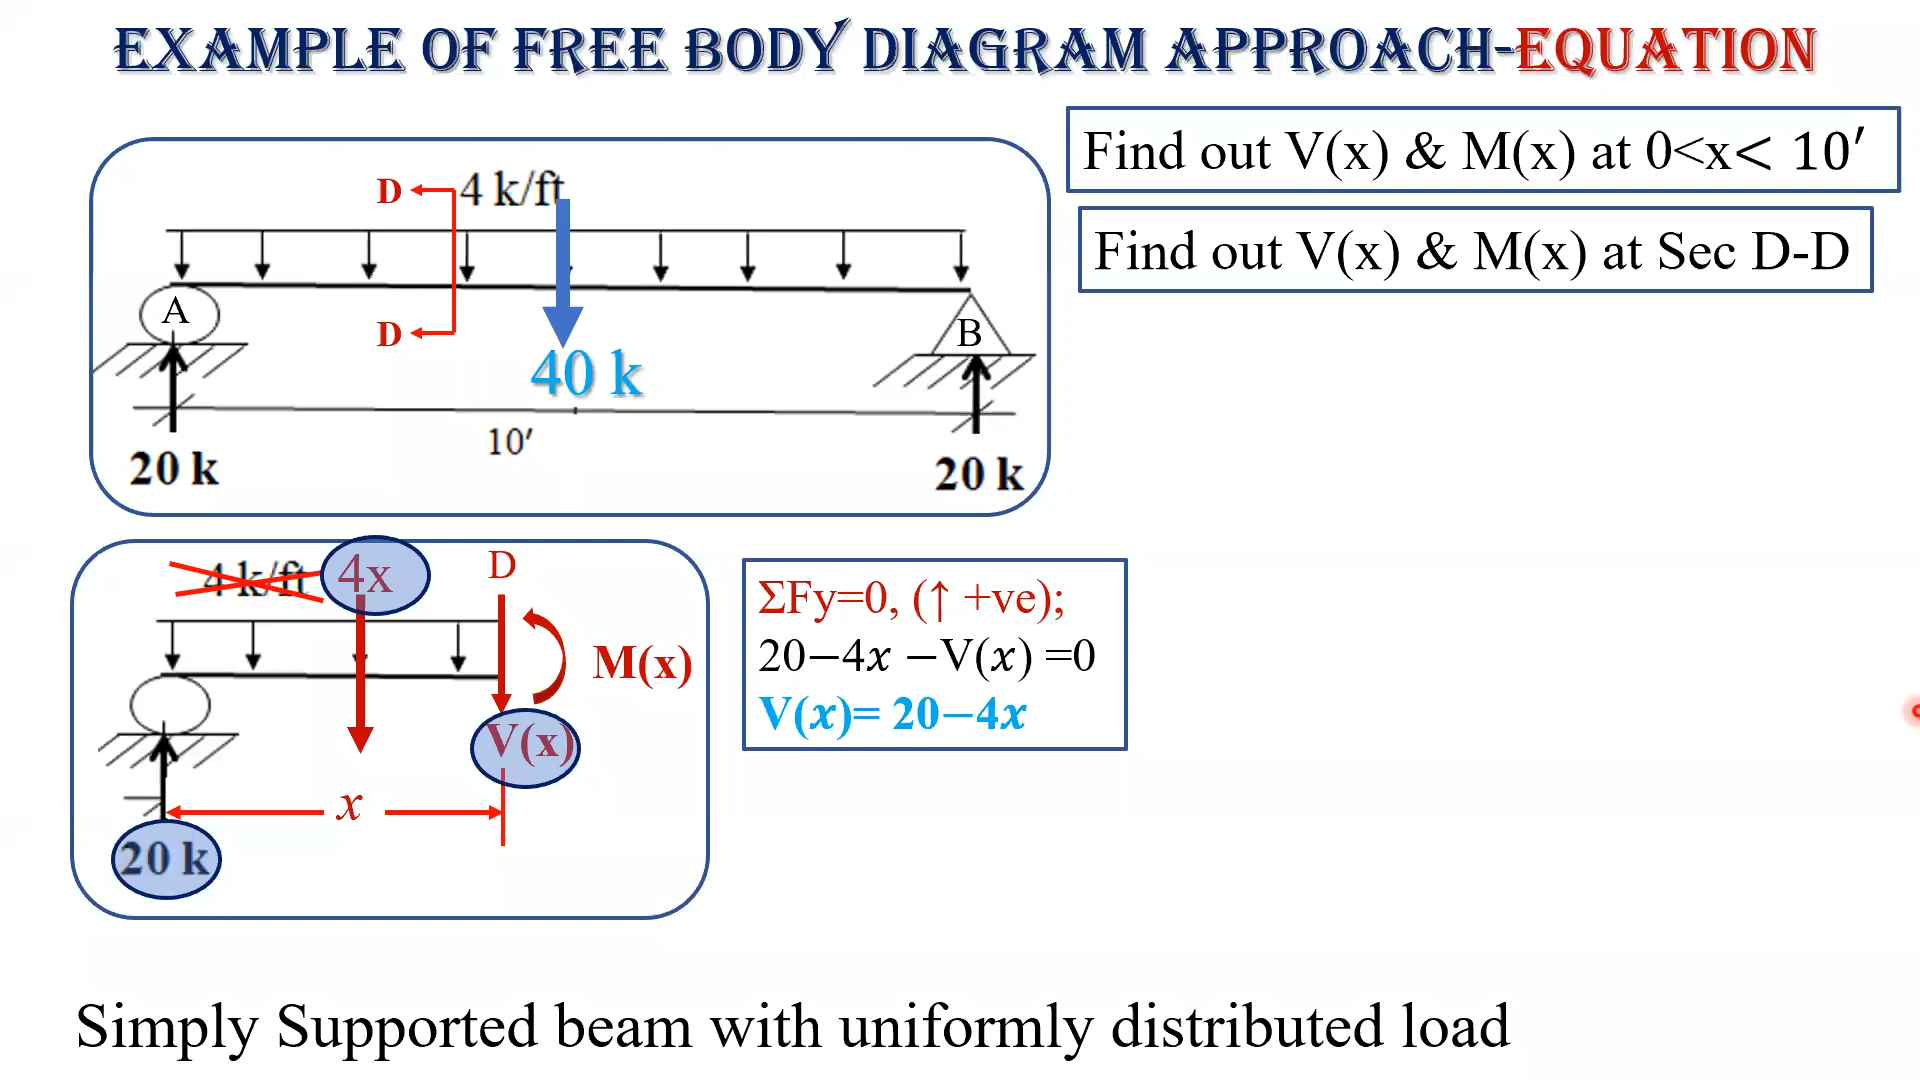 EXAMPLE OF FREE BODY DIAGRAM APPROACH-EQUATION
Find out V(x) & M(x) at 0<x< 10′
Find out V(x) & M(x) at Sec D-D
D
4 k/ft
A
D
B
40 k
10′
20 k
20 k
4 k/ft
4x
D
M(x)
V(x)
x
20 k
ΣFy=0, (↑ +ve);
20−4x −V(x) =0
V(x)= 20−4x
Simply Supported beam with uniformly distributed load